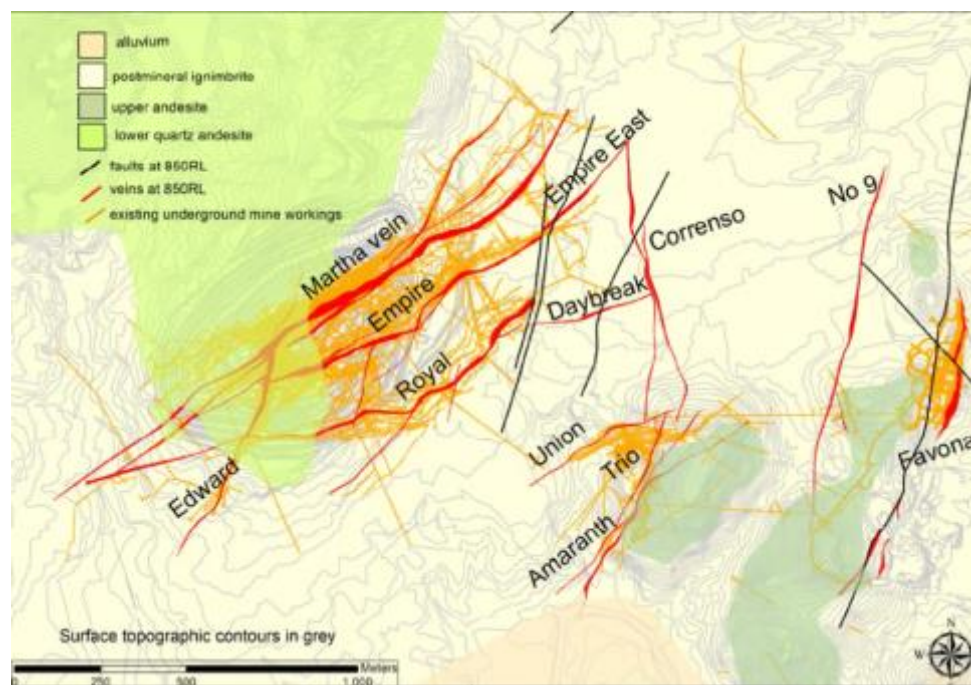 alluvium
postmineral ignimbrite
upper andesite
lower quartz andesite
faults at 850RL
veins at 850RL
existing underground mine workings
Martha vein
Empire
Empire East
Royal
Edward
Correnso
Daybreak
No 9
Union
Trio
Amaranth
Favona
Surface topographic contours in grey
0 250 500 1,000 Meters
N
W